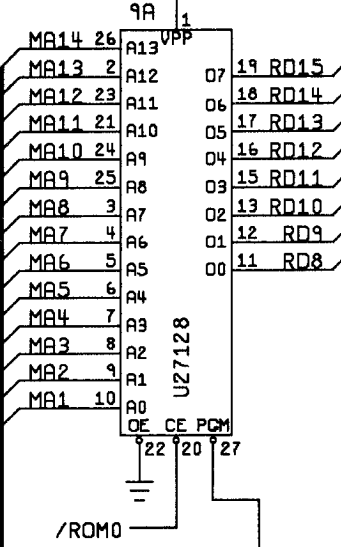 9A
1
VPP
MA14 26 A13
MA13 2 A12 O7 19 RD15
MA12 23 A11 O6 18 RD14
MA11 21 A10 O5 17 RD13
MA10 24 A9 O4 16 RD12
MA9 25 A8 O3 15 RD11
MA8 3 A7 O2 13 RD10
MA7 4 A6 O1 12 RD9
MA6 5 A5 O0 11 RD8
MA5 6 A4
MA4 7 A3
MA3 8 A2
MA2 9 A1
MA1 10 A0
U27128
OE CE PGM
22 20 27
/ROM0